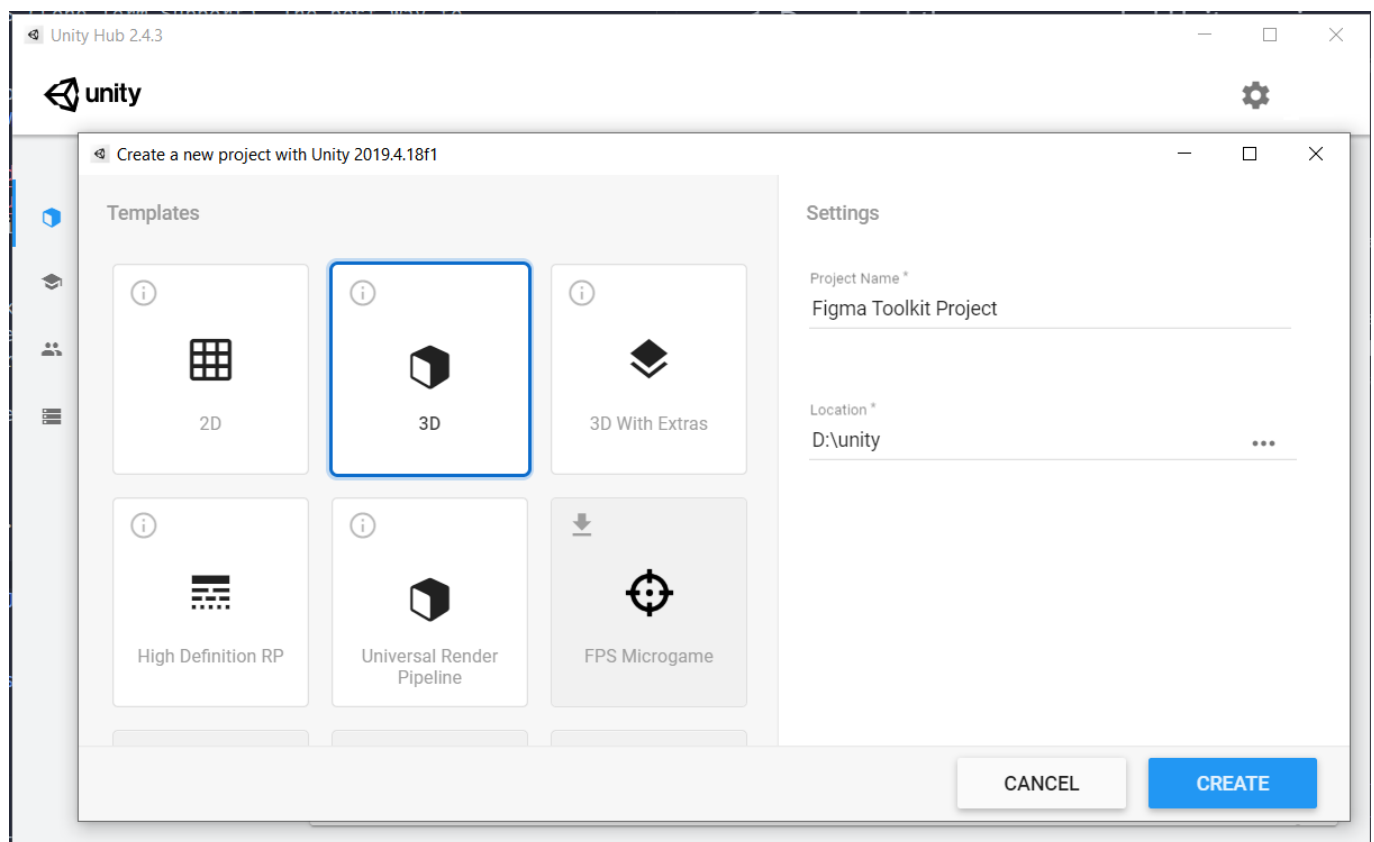 Unity Hub 2.4.3
unity
Create a new project with Unity 2019.4.18f1
Templates
Settings
Project Name *
Figma Toolkit Project
Location *
D:\unity
2D
3D
3D With Extras
High Definition RP
Universal Render
Pipeline
FPS Microgame
CANCEL
CREATE